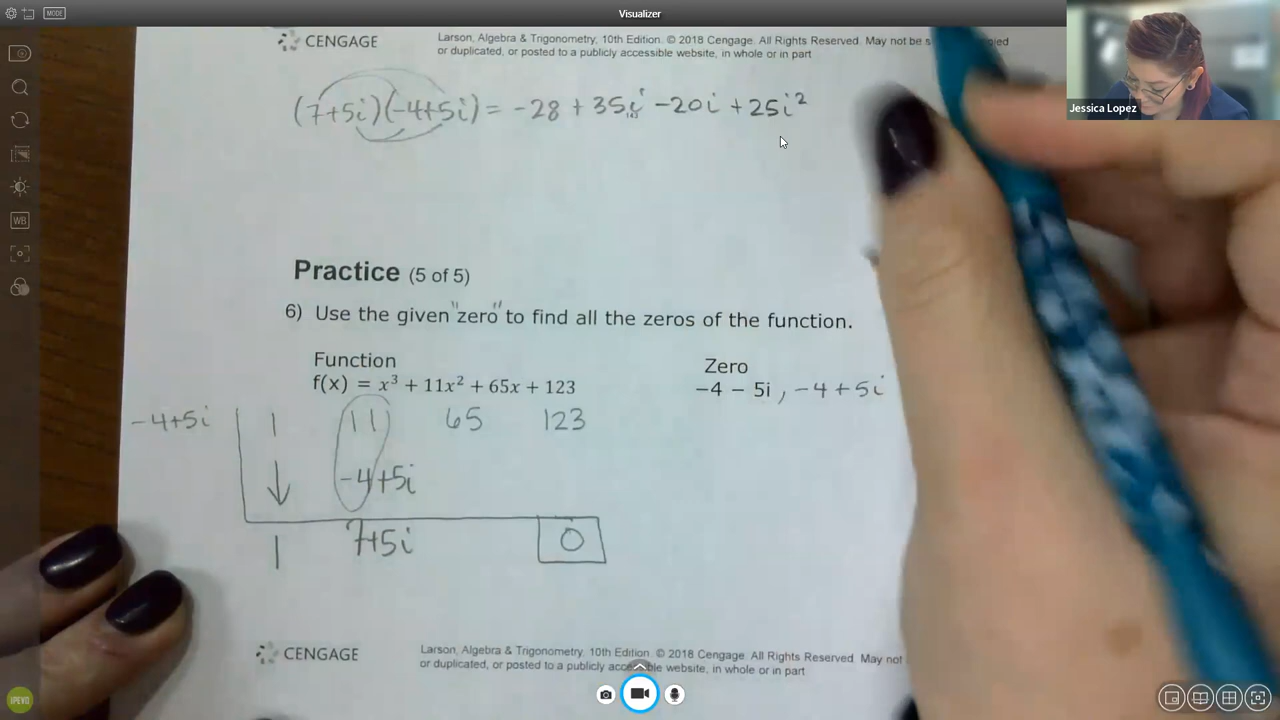 MODE
Visualizer
CENGAGE
Larson, Algebra & Trigonometry, 10th Edition. © 2018 Cengage. All Rights Reserved. May not be
or duplicated, or posted to a publicly accessible website, in whole or in part
Jessica Lopez
(7+5i)(-4+5i) = -28 + 35i - 20i + 25i²
WB
Practice (5 of 5)
6) Use the given "zero" to find all the zeros of the function.
Function
Zero
f(x) = x³ + 11x² + 65x + 123
−4 − 5i, -4+5i
-4+5i 1 11 65 123
-4+5i
1 7+5i 0
CENGAGE
Larson, Algebra & Trigonometry, 10th Edition. © 2018 Cengage. All Rights Reserved. May not
or duplicated, or posted to a publicly accessible website, in whole or in part
IPEVO